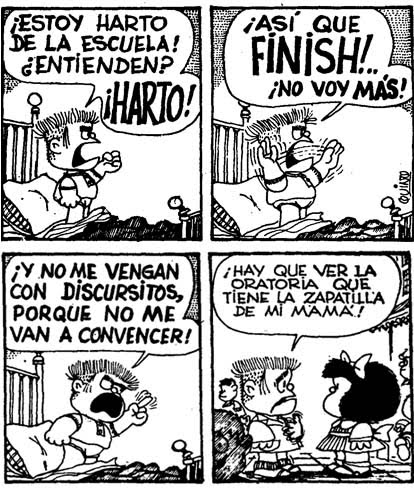 ¡ESTOY HARTO
DE LA ESCUELA!
¿ENTIENDEN?
¡HARTO!
¡ASÍ QUE
FINISH!...
¡NO VOY MÁS!
QUINO
¡Y NO ME VENGAN
CON DISCURSITOS,
PORQUE NO ME
VAN A CONVENCER!
¡HAY QUE VER LA
ORATORIA QUE
TIENE LA ZAPATILLA
DE MI MAMÁ!